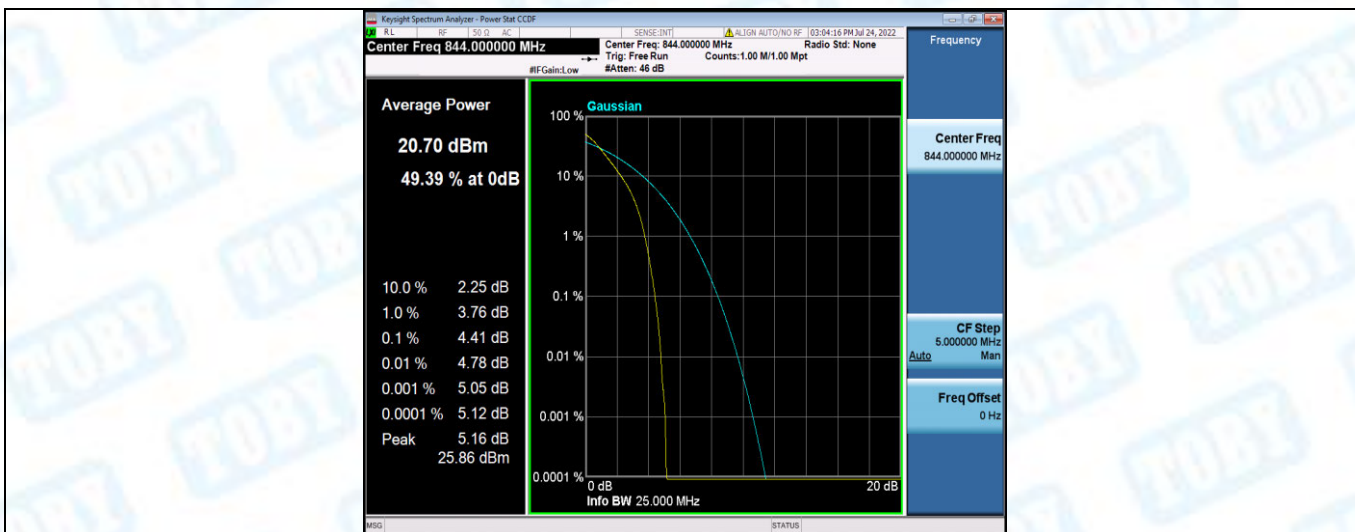 Keysight Spectrum Analyzer - Power Stat CCDF
RL RF 50 Ω AC SENSE:INT ALIGN AUTO/NO RF 03:04:16 PM Jul 24, 2022
Center Freq 844.000000 MHz
Center Freq: 844.000000 MHz Radio Std: None
Trig: Free Run Counts:1.00 M/1.00 Mpt
#IFGain:Low #Atten: 46 dB
Frequency
Average Power
20.70 dBm
49.39 % at 0dB
10.0 % 2.25 dB
1.0 % 3.76 dB
0.1 % 4.41 dB
0.01 % 4.78 dB
0.001 % 5.05 dB
0.0001 % 5.12 dB
Peak 5.16 dB
25.86 dBm
Gaussian
100 %
10 %
1 %
0.1 %
0.01 %
0.001 %
0.0001 %
0 dB 20 dB
Info BW 25.000 MHz
Center Freq
844.000000 MHz
CF Step
5.000000 MHz
Auto Man
Freq Offset
0 Hz
MSG STATUS
TOBY